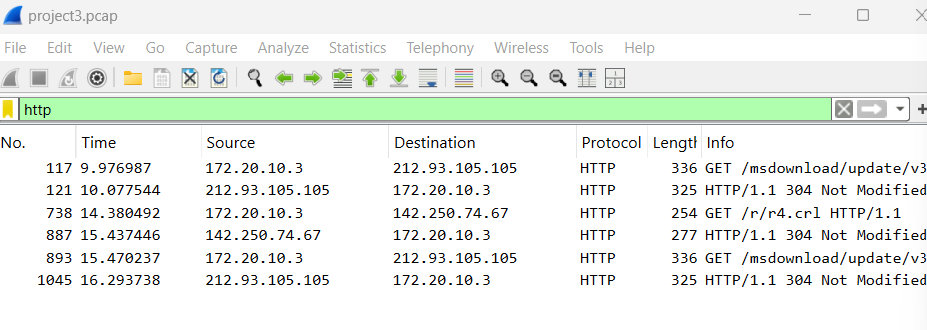 project3.pcap
File Edit View Go Capture Analyze Statistics Telephony Wireless Tools Help
http
No. Time Source Destination Protocol Length Info
117 9.976987 172.20.10.3 212.93.105.105 HTTP 336 GET /msdownload/update/v3
121 10.077544 212.93.105.105 172.20.10.3 HTTP 325 HTTP/1.1 304 Not Modified
738 14.380492 172.20.10.3 142.250.74.67 HTTP 254 GET /r/r4.crl HTTP/1.1
887 15.437446 142.250.74.67 172.20.10.3 HTTP 277 HTTP/1.1 304 Not Modified
893 15.470237 172.20.10.3 212.93.105.105 HTTP 336 GET /msdownload/update/v3
1045 16.293738 212.93.105.105 172.20.10.3 HTTP 325 HTTP/1.1 304 Not Modified